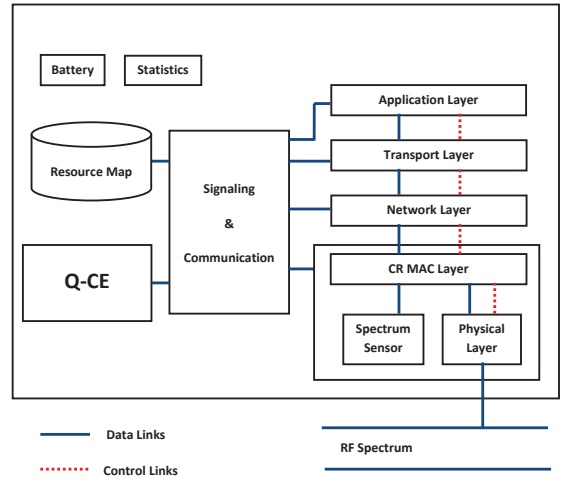 Battery
Statistics
Application Layer
Resource Map
Transport Layer
Signaling
&
Communication
Network Layer
Q-CE
CR MAC Layer
Spectrum
Sensor
Physical
Layer
Data Links
RF Spectrum
Control Links